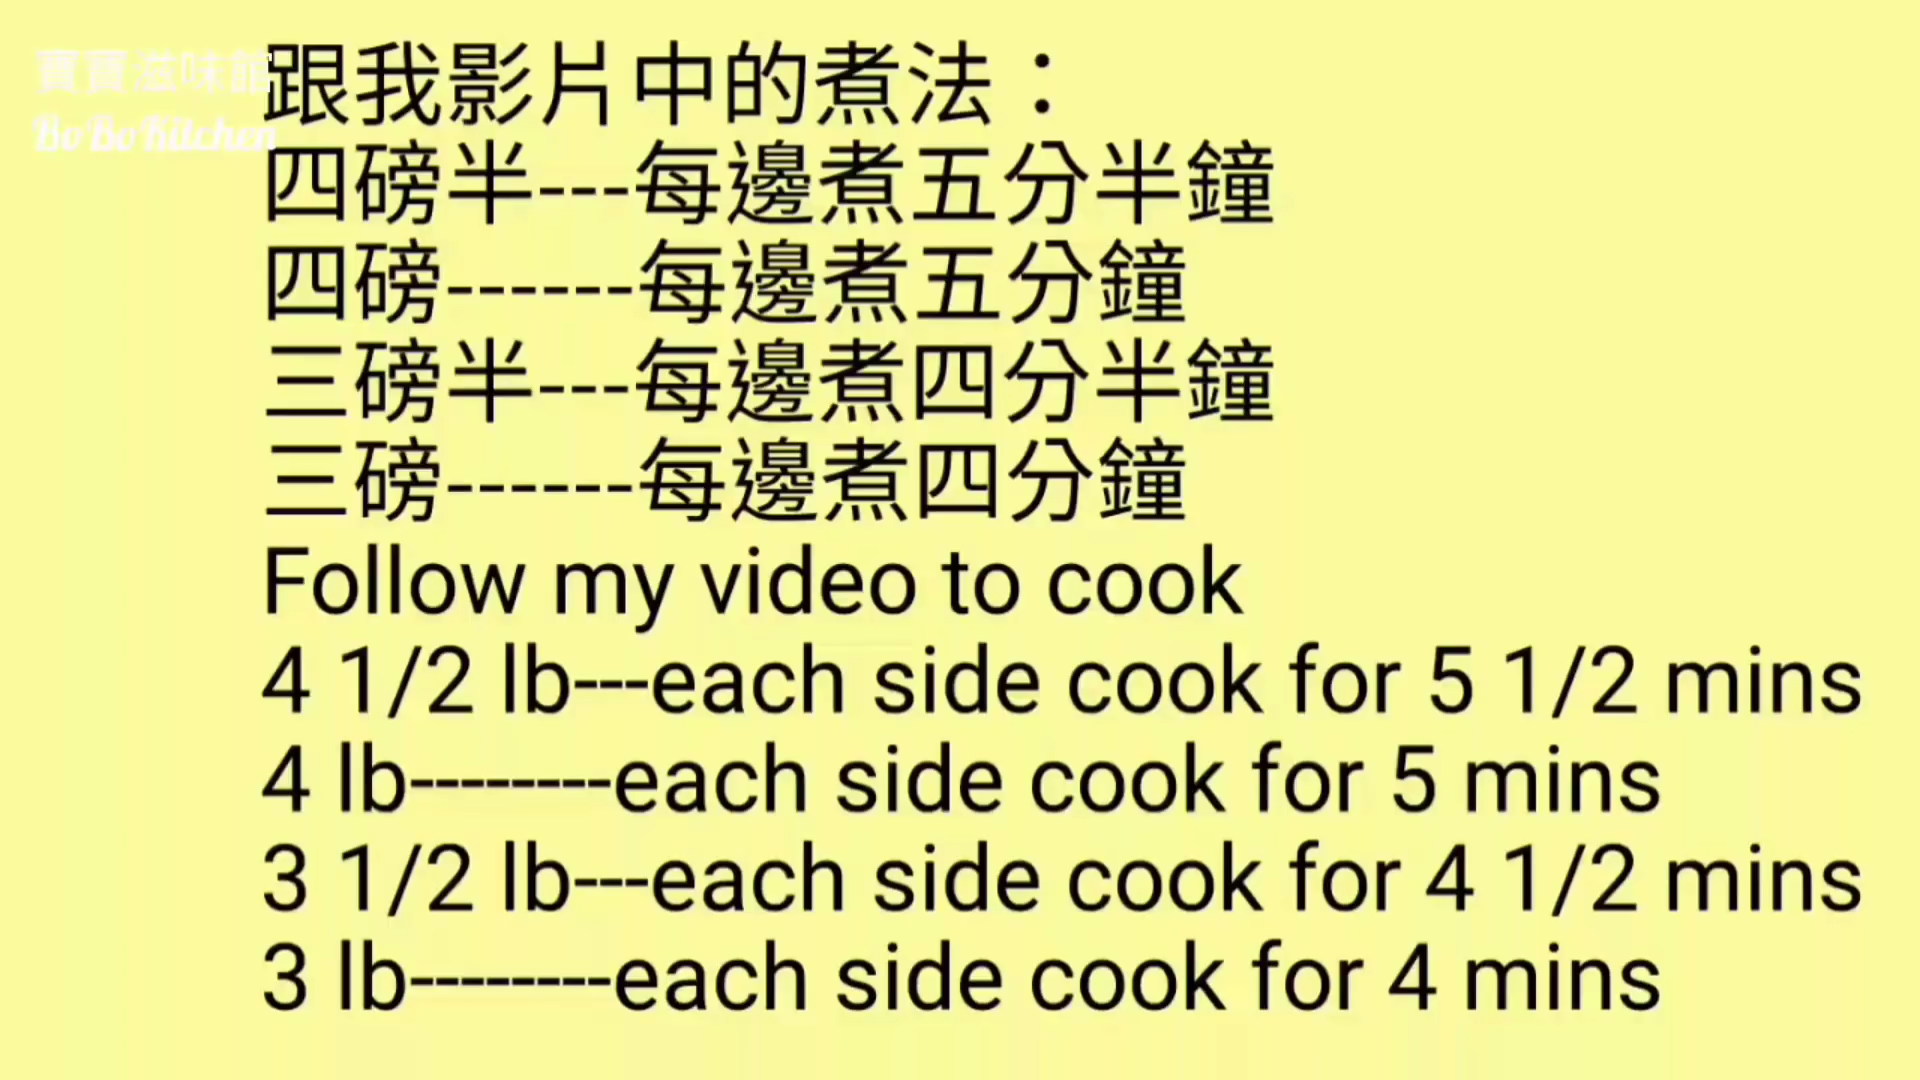 寶寶滋味館
BoBo Kitchen
跟我影片中的煮法：
四磅半---每邊煮五分半鐘
四磅------每邊煮五分鐘
三磅半---每邊煮四分半鐘
三磅------每邊煮四分鐘
Follow my video to cook
4 1/2 lb---each side cook for 5 1/2 mins
4 lb--------each side cook for 5 mins
3 1/2 lb---each side cook for 4 1/2 mins
3 lb--------each side cook for 4 mins